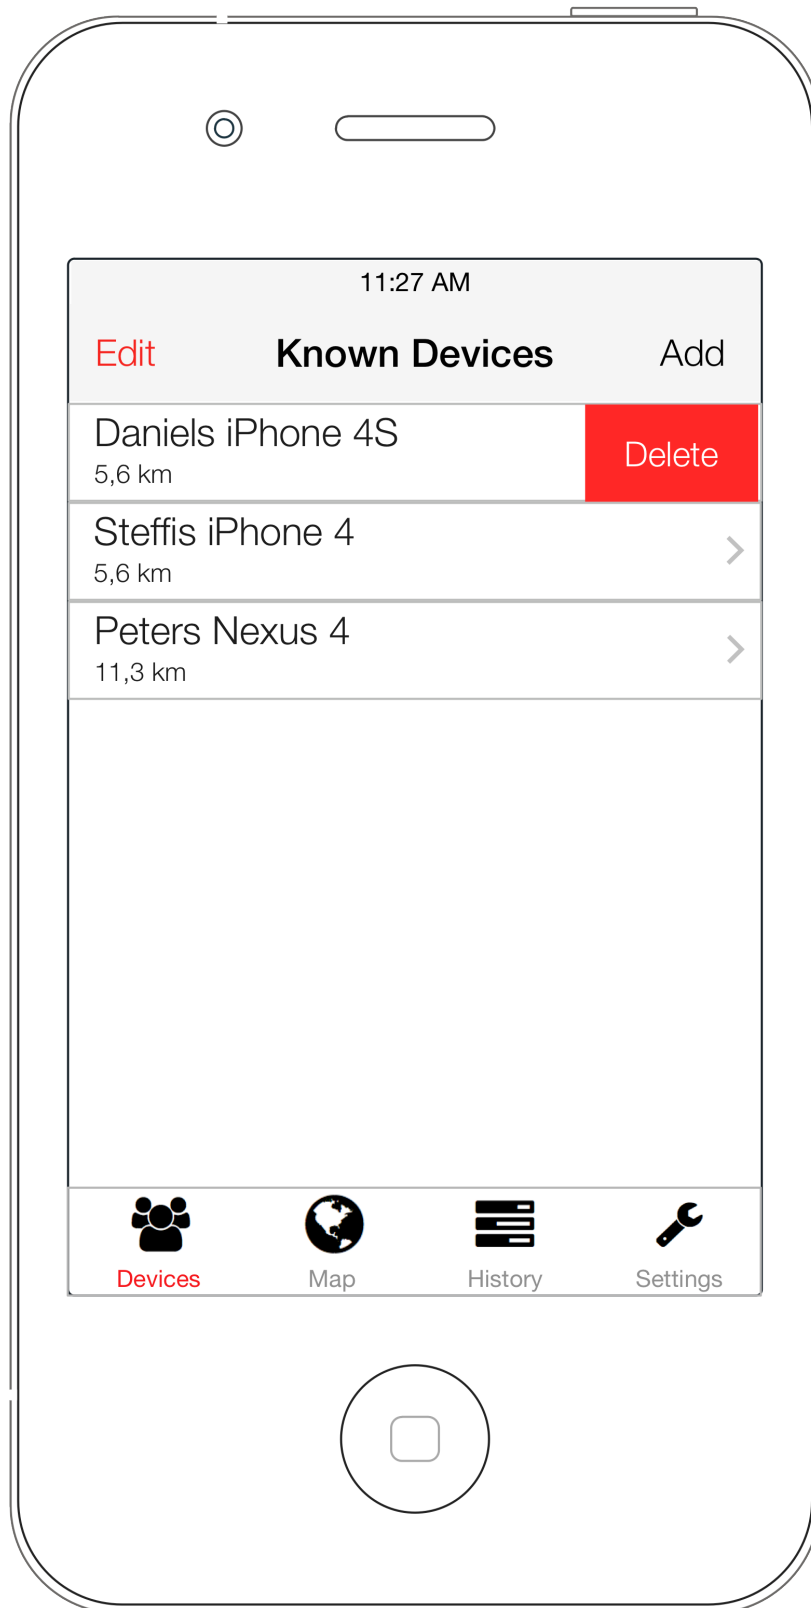 11:27 AM
Edit Known Devices Add
Daniels iPhone 4S
5,6 km
Delete
Steffis iPhone 4
5,6 km
Peters Nexus 4
11,3 km
Devices Map History Settings